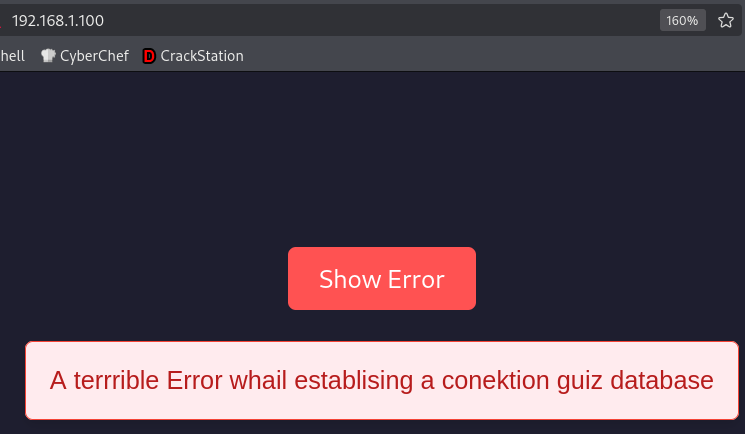 192.168.1.100
160%
hell CyberChef CrackStation
Show Error
A terrrible Error whail establising a conektion guiz database